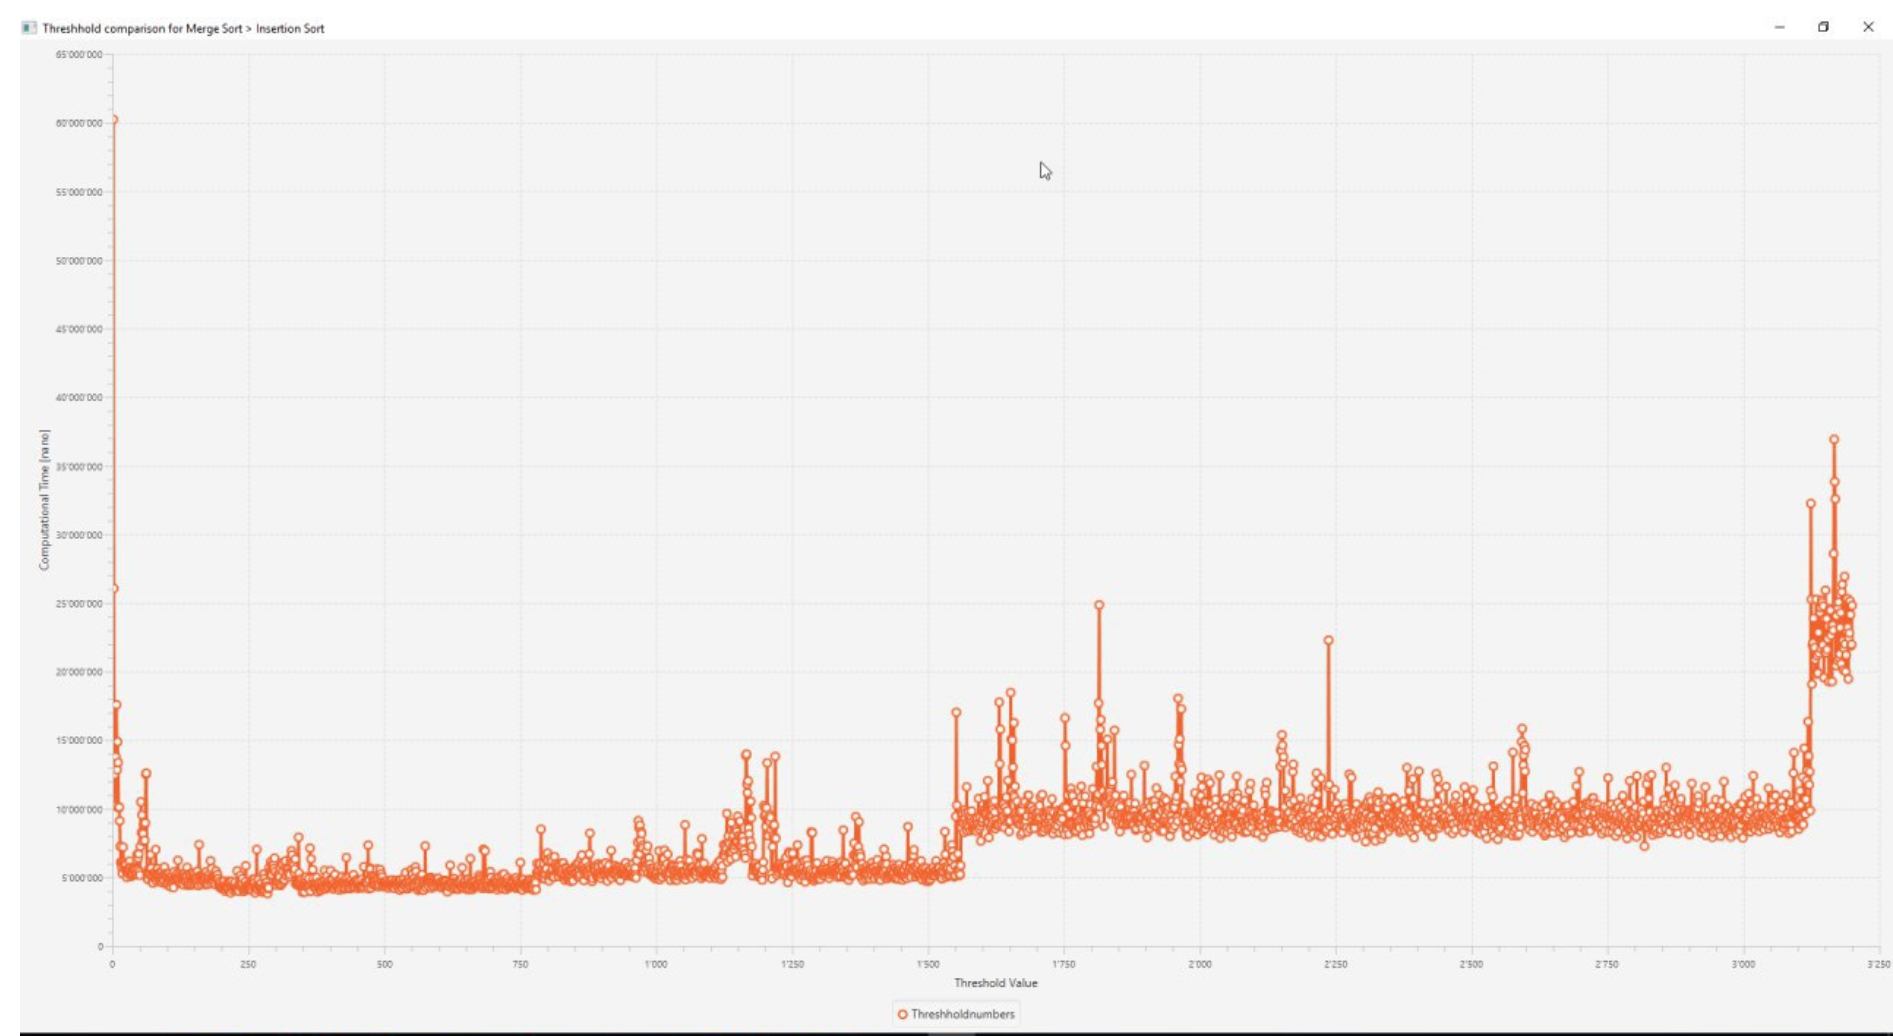 Threshhold comparison for Merge Sort > Insertion Sort
65'000'000
60'000'000
55'000'000
50'000'000
45'000'000
40'000'000
35'000'000
30'000'000
25'000'000
20'000'000
15'000'000
10'000'000
5'000'000
0
Computational Time [nano]
0 250 500 750 1'000 1'250 1'500 1'750 2'000 2'250 2'500 2'750 3'000 3'250
Threshold Value
Threshholdnumbers